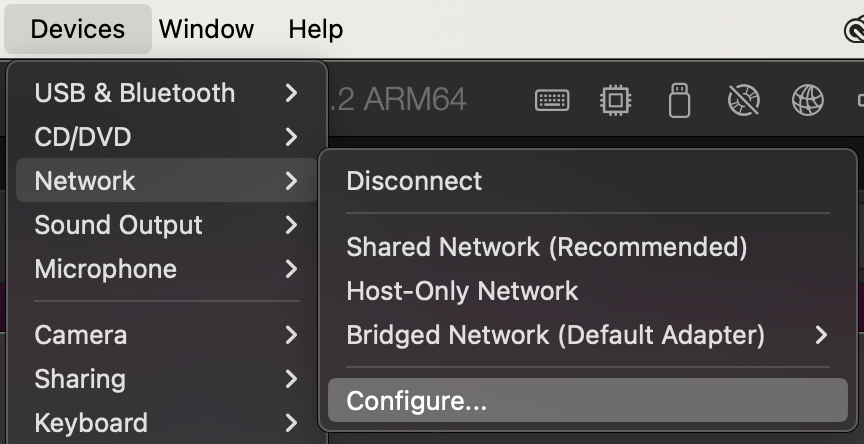 Devices Window Help
.2 ARM64
USB & Bluetooth
CD/DVD
Network
Sound Output
Microphone
Camera
Sharing
Keyboard
Disconnect
Shared Network (Recommended)
Host-Only Network
Bridged Network (Default Adapter)
Configure...